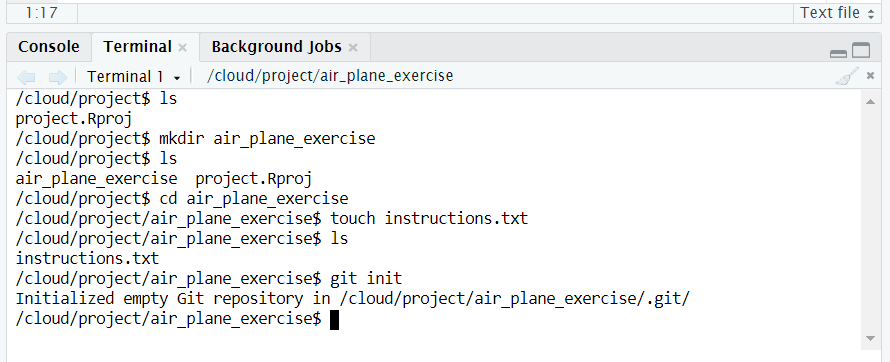 1:17 Text file
Console Terminal Background Jobs
Terminal 1 /cloud/project/air_plane_exercise
/cloud/project$ ls
project.Rproj
/cloud/project$ mkdir air_plane_exercise
/cloud/project$ ls
air_plane_exercise  project.Rproj
/cloud/project$ cd air_plane_exercise
/cloud/project/air_plane_exercise$ touch instructions.txt
/cloud/project/air_plane_exercise$ ls
instructions.txt
/cloud/project/air_plane_exercise$ git init
Initialized empty Git repository in /cloud/project/air_plane_exercise/.git/
/cloud/project/air_plane_exercise$